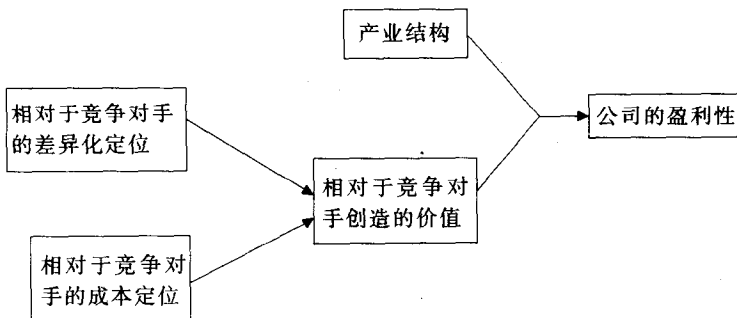 产业结构
相对于竞争对手
的差异化定位
公司的盈利性
相对于竞争对
手创造的价值
相对于竞争对
手的成本定位